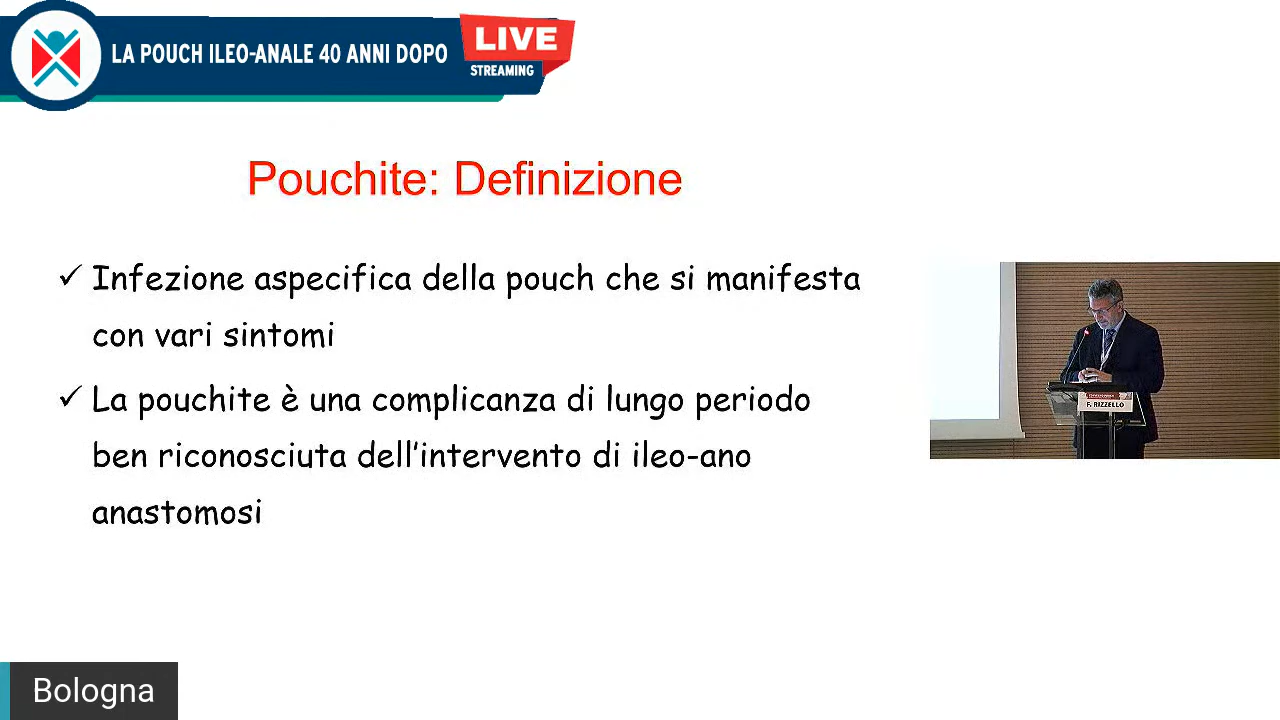 LA POUCH ILEO-ANALE 40 ANNI DOPO
LIVE
STREAMING
Pouchite: Definizione
✓ Infezione aspecifica della pouch che si manifesta
con vari sintomi
✓ La pouchite è una complicanza di lungo periodo
ben riconosciuta dell'intervento di ileo-ano
anastomosi
F. RIZZELLO
Bologna